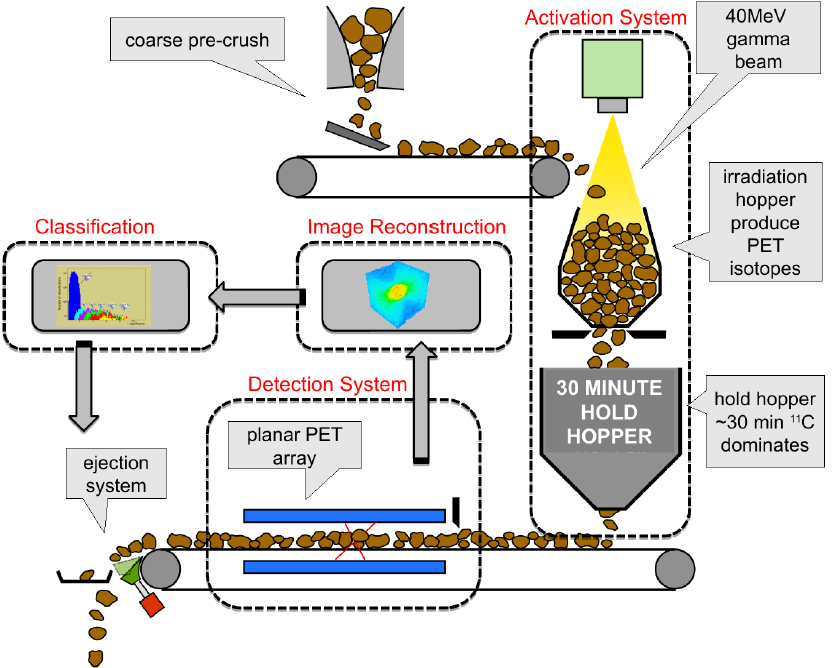 Activation System
coarse pre-crush
40MeV
gamma
beam
irradiation
hopper
produce
PET
isotopes
Classification
Image Reconstruction
30 MINUTE
HOLD
HOPPER
hold hopper
~30 min ¹¹C
dominates
Detection System
planar PET
array
ejection
system